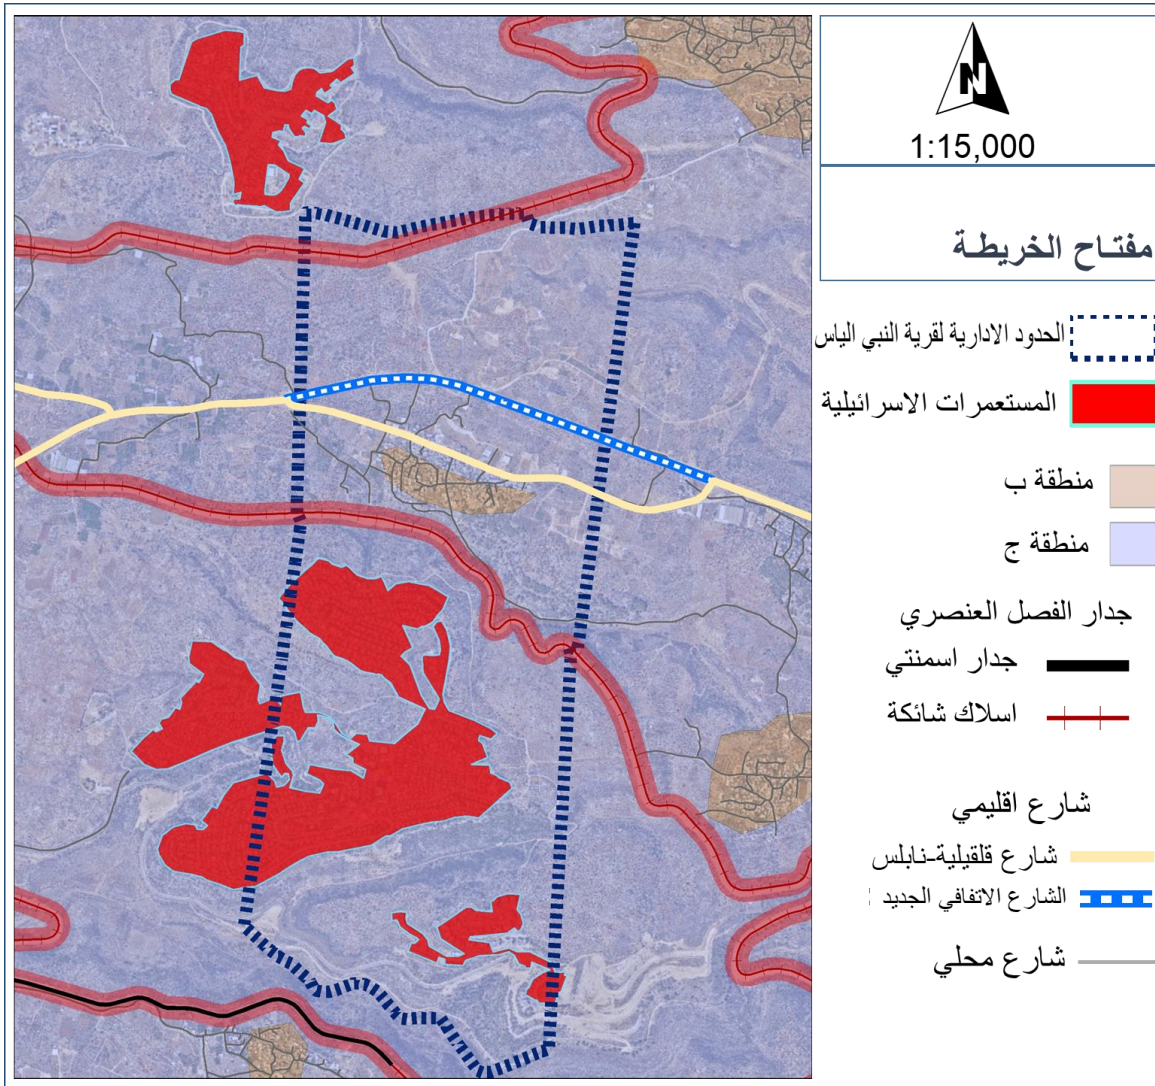 N
1:15,000
مفتاح الخريطة
الحدود الادارية لقرية النبي الياس
المستعمرات الاسرائيلية
منطقة ب
منطقة ج
جدار الفصل العنصري
جدار اسمنتي
اسلاك شائكة
شارع اقليمي
شارع قلقيلية-نابلس
الشارع الاتفافي الجديد :
شارع محلي